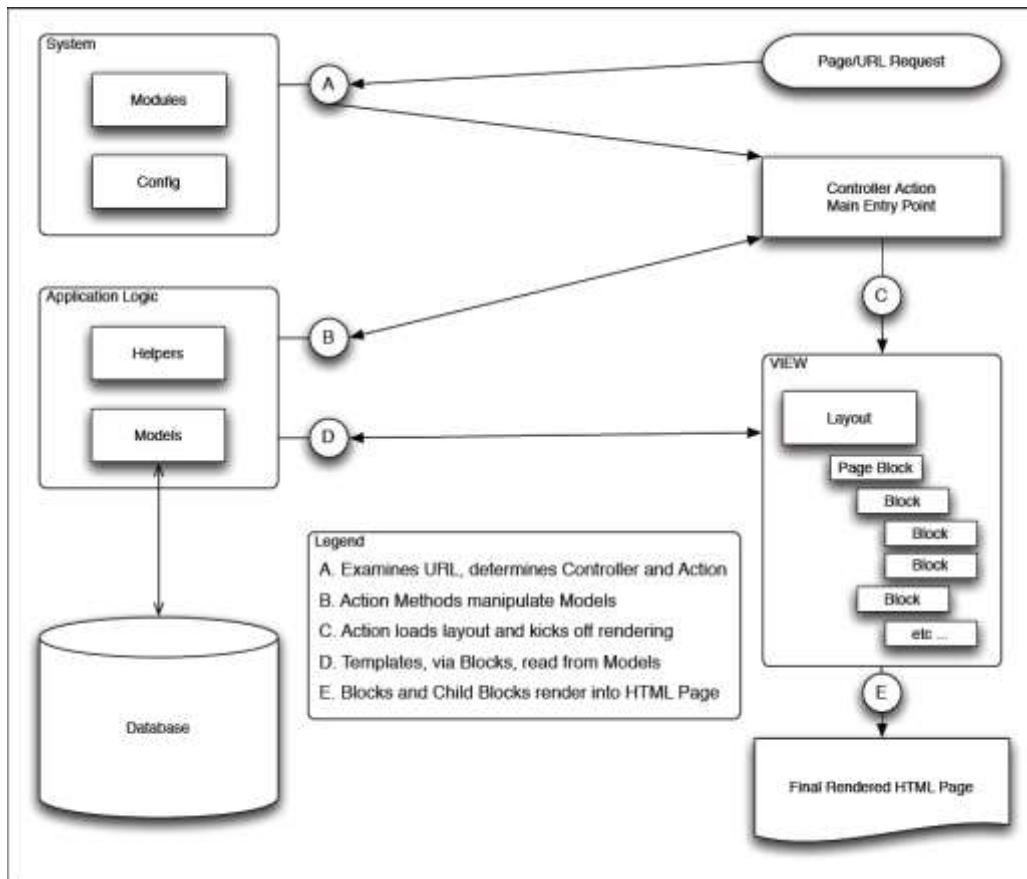 System
Page/URL Request
A
Modules
Config
Controller Action
Main Entry Point
Application Logic
B
C
Helpers
VIEW
Layout
Models
D
Page Block
Block
Block
Block
Block
etc ...
Legend
A. Examines URL, determines Controller and Action
B. Action Methods manipulate Models
C. Action loads layout and kicks off rendering
D. Templates, via Blocks, read from Models
E. Blocks and Child Blocks render into HTML Page
E
Database
Final Rendered HTML Page